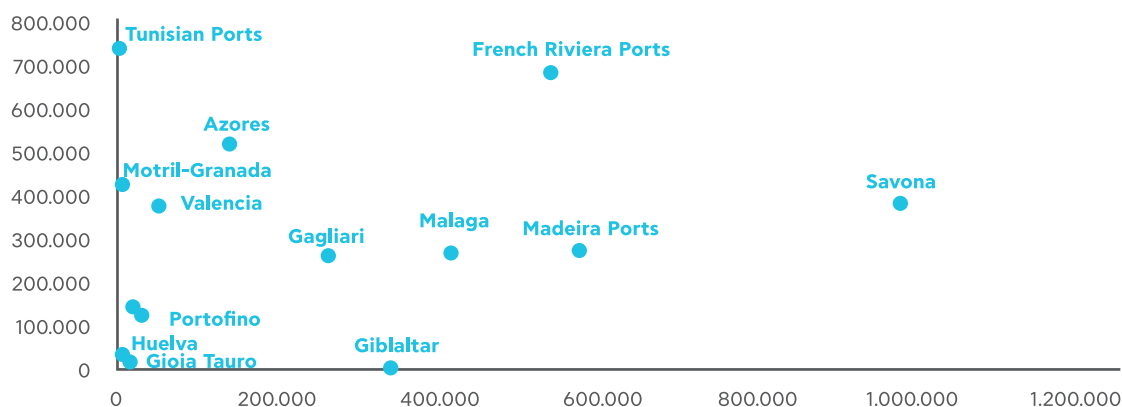 800.000
Tunisian Ports
French Riviera Ports
700.000
600.000
Azores
500.000
Motril-Granada
Savona
400.000
Valencia
Malaga
Madeira Ports
Gagliari
300.000
200.000
Portofino
100.000
Huelva
Giblaltar
Gioia Tauro
0
0 200.000 400.000 600.000 800.000 1.000.000 1.200.000